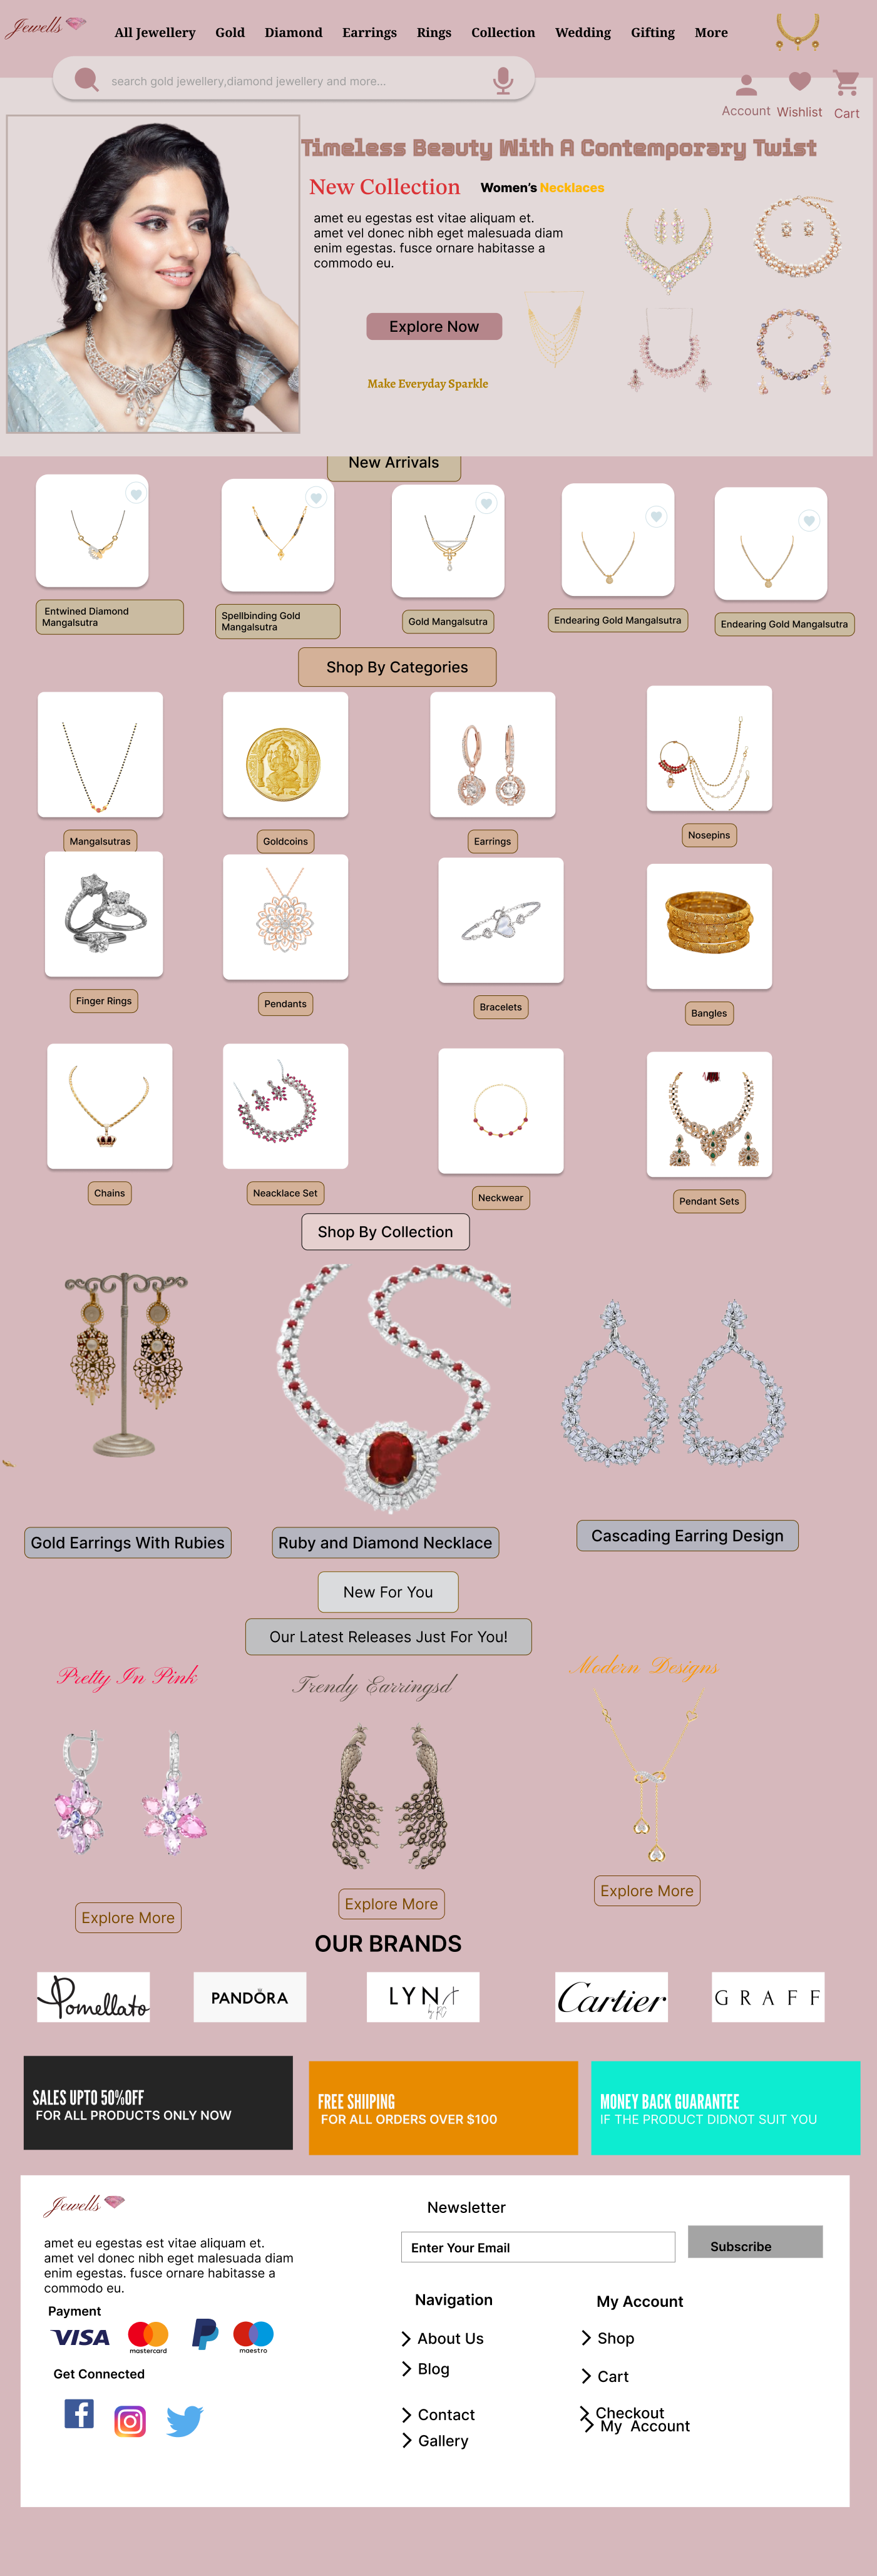 Jewells
All Jewellery Gold Diamond Earrings Rings Collection Wedding Gifting More
search gold jewellery,diamond jewellery and more...
Account Wishlist Cart
Timeless Beauty With A Contemporary Twist
New Collection Women's Necklaces
amet eu egestas est vitae aliquam et.
amet vel donec nibh eget malesuada diam
enim egestas. fusce ornare habitasse a
commodo eu.
Explore Now
Make Everyday Sparkle
New Arrivals
Entwined Diamond
Mangalsutra
Spellbinding Gold
Mangalsutra
Gold Mangalsutra
Endearing Gold Mangalsutra
Endearing Gold Mangalsutra
Shop By Categories
Mangalsutras
Goldcoins
Earrings
Nosepins
Finger Rings
Pendants
Bracelets
Bangles
Chains
Neacklace Set
Neckwear
Pendant Sets
Shop By Collection
Gold Earrings With Rubies
Ruby and Diamond Necklace
Cascading Earring Design
New For You
Our Latest Releases Just For You!
Pretty In Pink
Trendy Earringsd
Modern Designs
Explore More
Explore More
Explore More
OUR BRANDS
Pomellato
PANDÖRA
LYNX
by RC
Cartier
GRAFF
SALES UPTO 50%OFF
FOR ALL PRODUCTS ONLY NOW
FREE SHIIPING
FOR ALL ORDERS OVER $100
MONEY BACK GUARANTEE
IF THE PRODUCT DIDNOT SUIT YOU
Jewells
amet eu egestas est vitae aliquam et.
amet vel donec nibh eget malesuada diam
enim egestas. fusce ornare habitasse a
commodo eu.
Payment
VISA mastercard maestro
Get Connected
Newsletter
Enter Your Email
Subscribe
Navigation
About Us
Blog
Contact
Gallery
My Account
Shop
Cart
Checkout
My Account